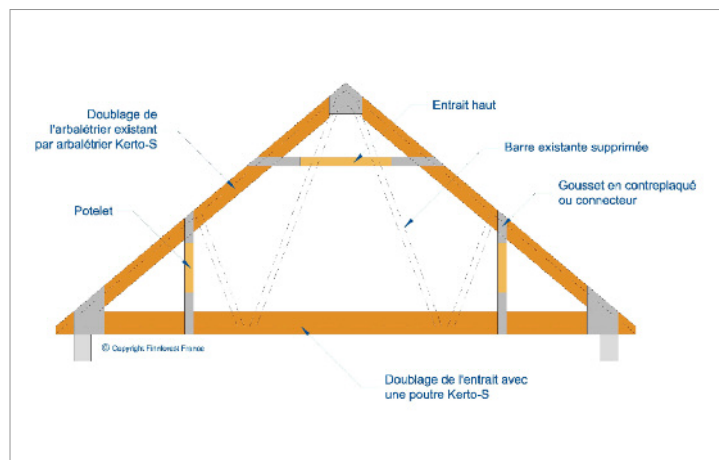 Doublage de
l'arbalétrier existant
par arbalétrier Kerto-S
Entrait haut
Barre existante supprimée
Gousset en contreplaqué
ou connecteur
Potelet
© Copyright Finnforest France
Doublage de l'entrait avec
une poutre Kerto-S